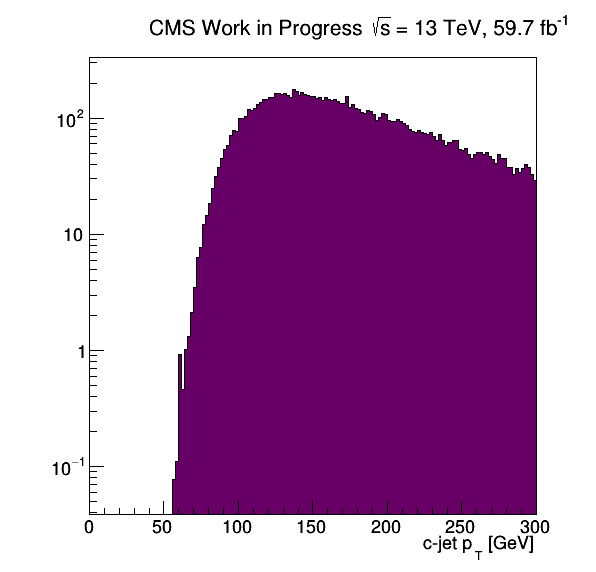 CMS Work in Progress √s = 13 TeV, 59.7 fb⁻¹
10²
10
1
10⁻¹
0 50 100 150 200 250 300
c-jet p_T [GeV]